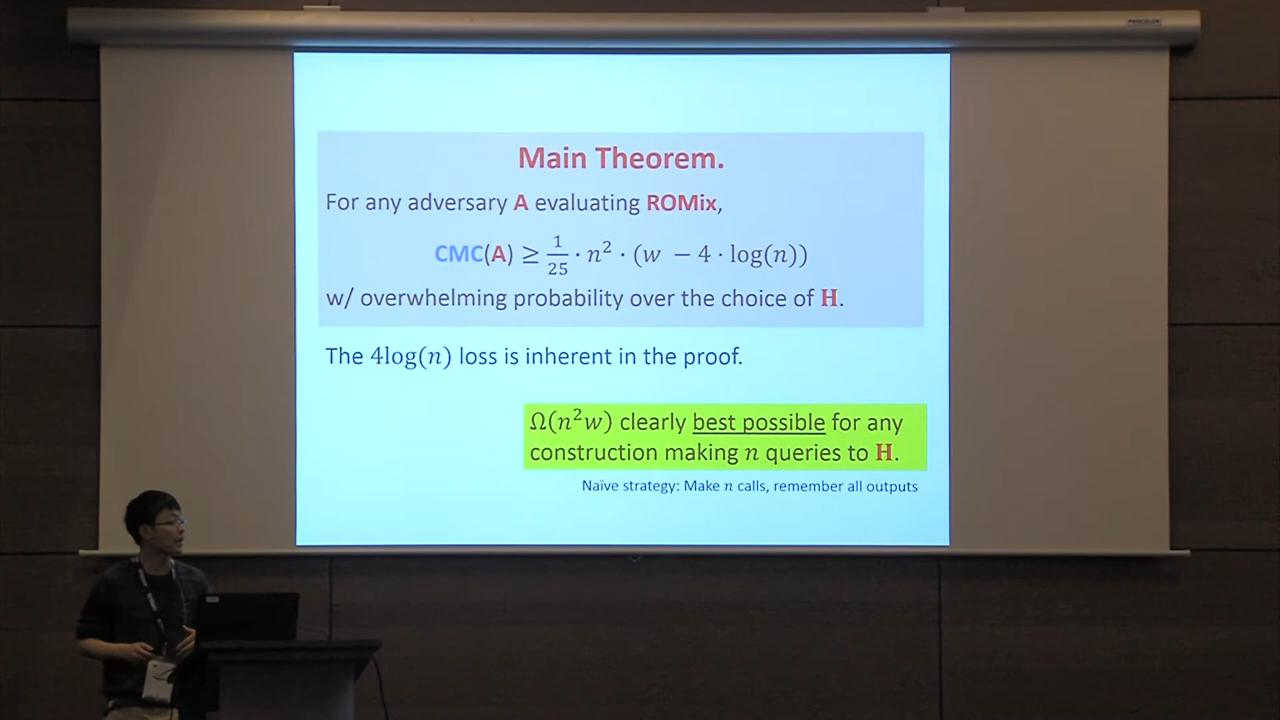 PROCOLOR
Main Theorem.
For any adversary A evaluating ROMix,
CMC(A) ≥ 1/25 · n² · (w − 4 · log(n))
w/ overwhelming probability over the choice of H.
The 4log(n) loss is inherent in the proof.
Ω(n²w) clearly best possible for any
construction making n queries to H.
Naïve strategy: Make n calls, remember all outputs